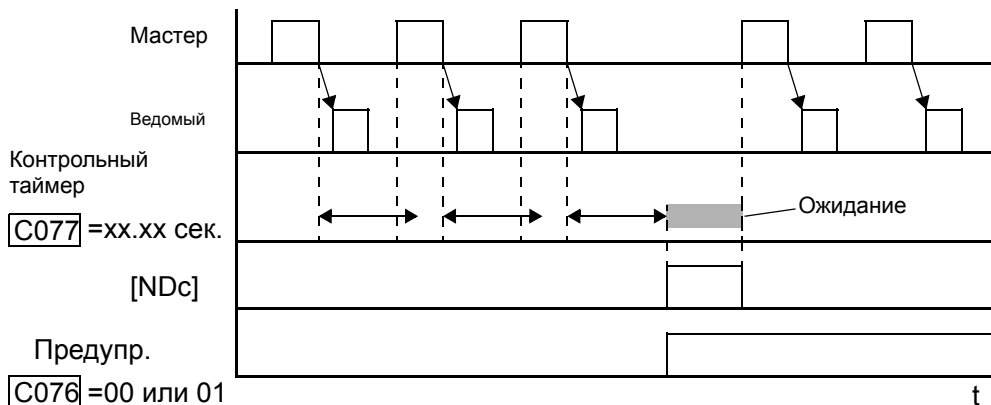 Мастер
Ведомый
Контрольный
таймер
C077 =xx.xx сек.
Ожидание
[NDc]
Предупр.
C076 =00 или 01
t